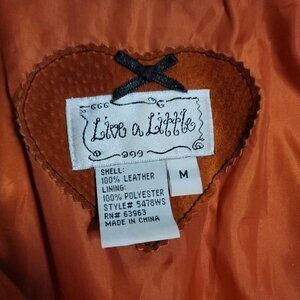 Live a Little
SHELL:
100% LEATHER
LINING:
100% POLYESTER
STYLE# 5478WS
RN# 63963
MADE IN CHINA
M